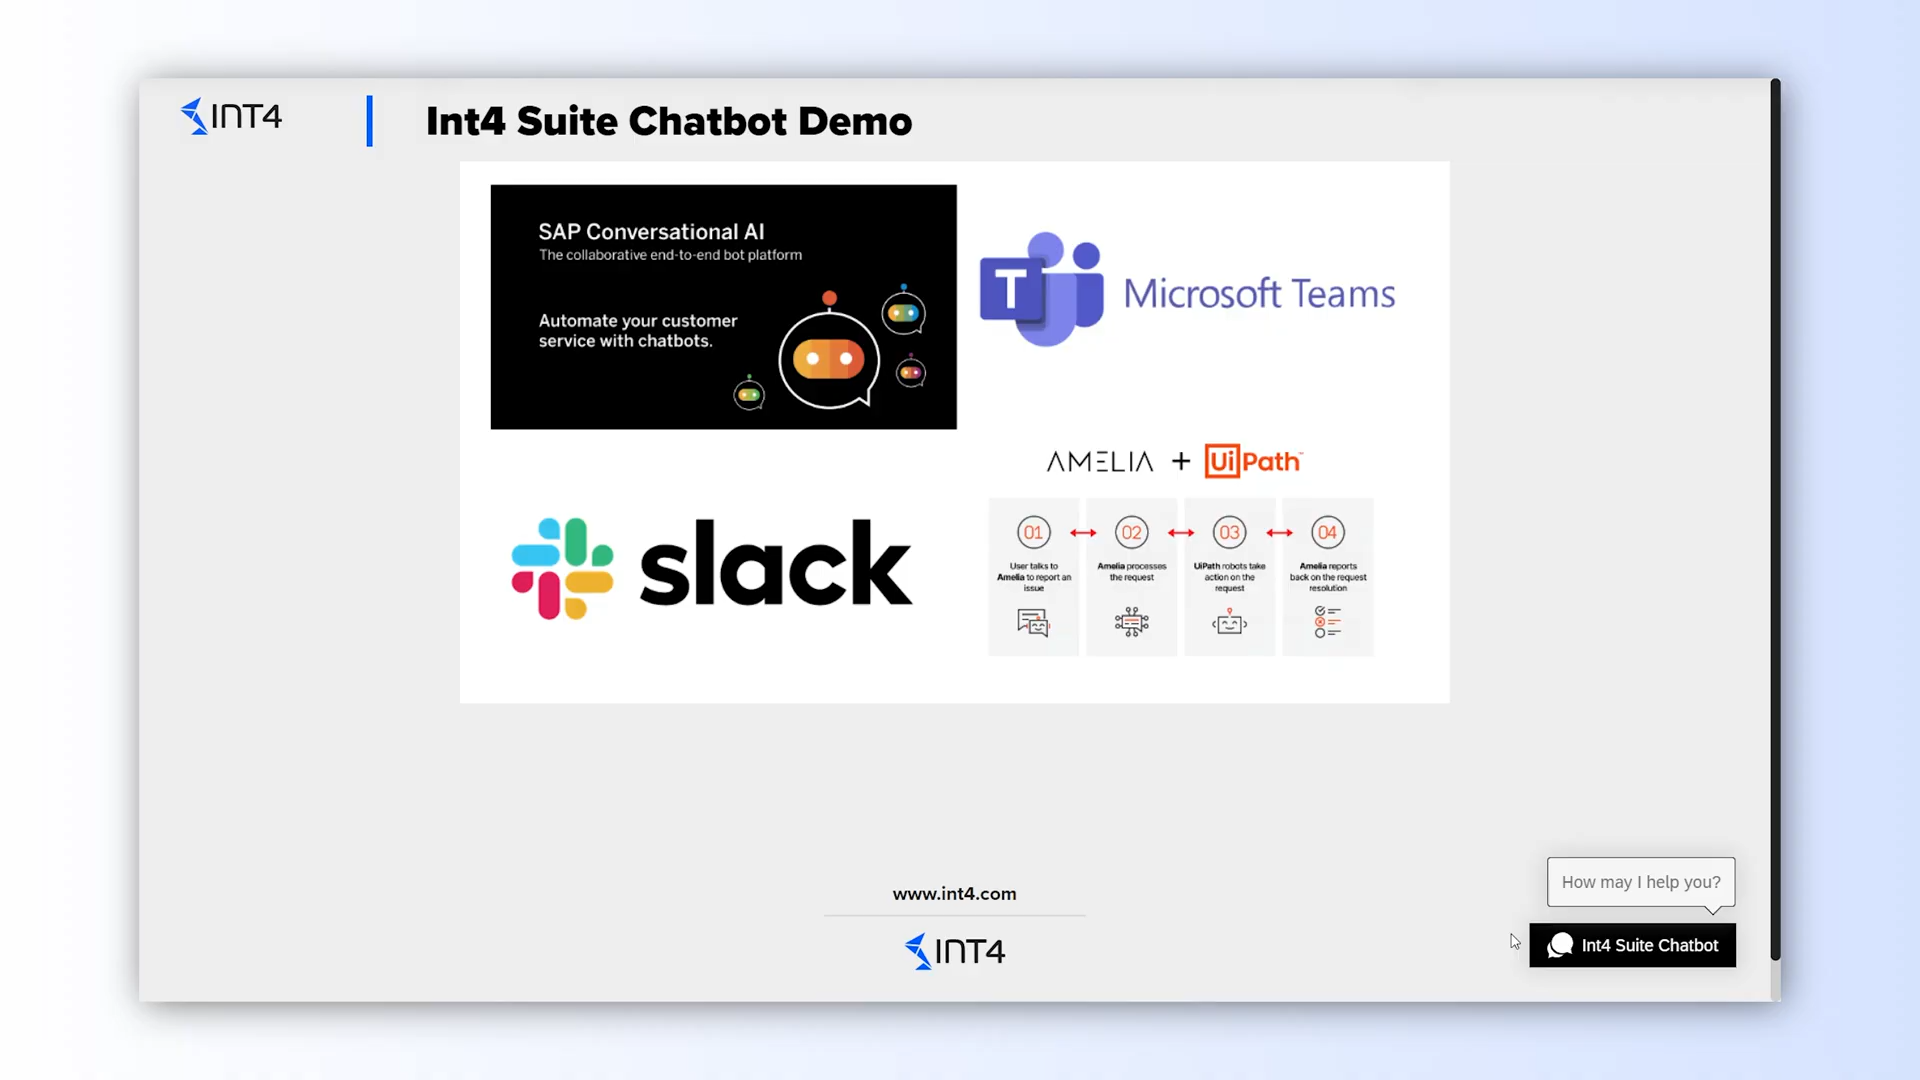 INT4
Int4 Suite Chatbot Demo
SAP Conversational AI
The collaborative end-to-end bot platform
Automate your customer
service with chatbots.
T
Microsoft Teams
slack
AMELIA + UiPath™
01
User talks to
Amelia to report an
issue
02
Amelia processes
the request
03
UiPath robots take
action on the
request
04
Amelia reports
back on the request
resolution
www.int4.com
INT4
How may I help you?
Int4 Suite Chatbot